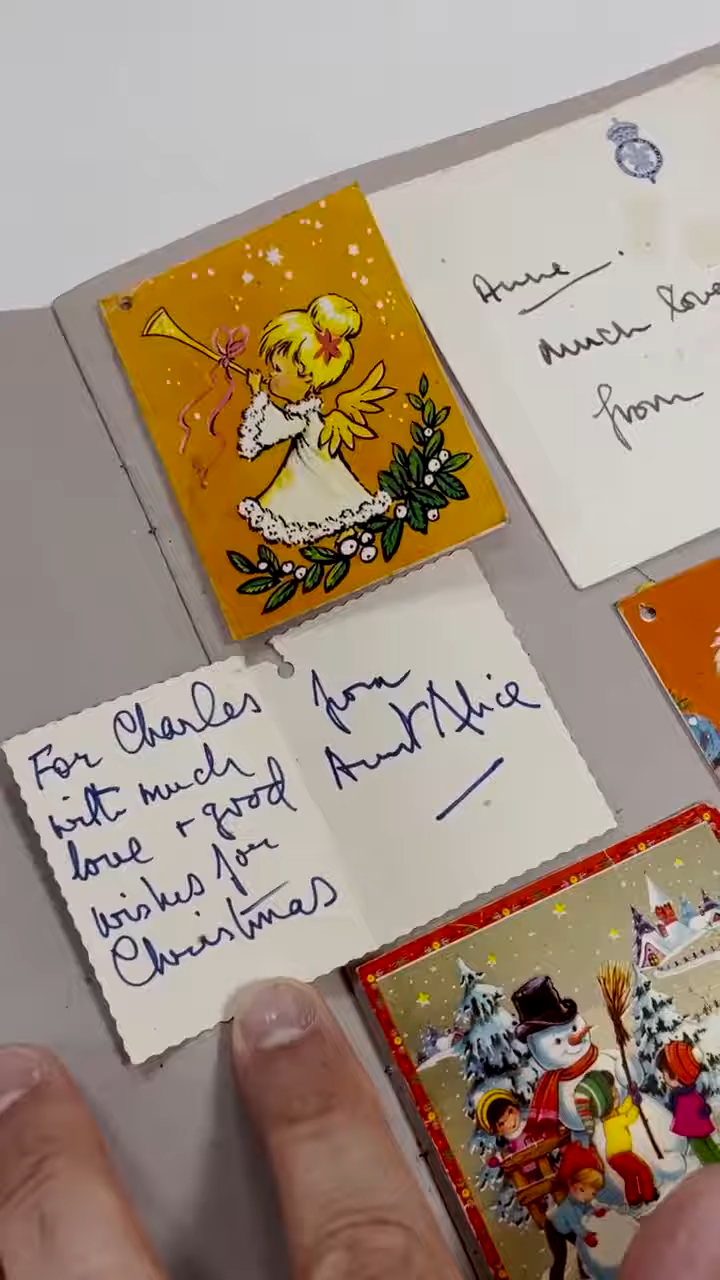 Anne.
much love
from
For Charles
with much
love + good
wishes for
Christmas
from
Aunt Alice